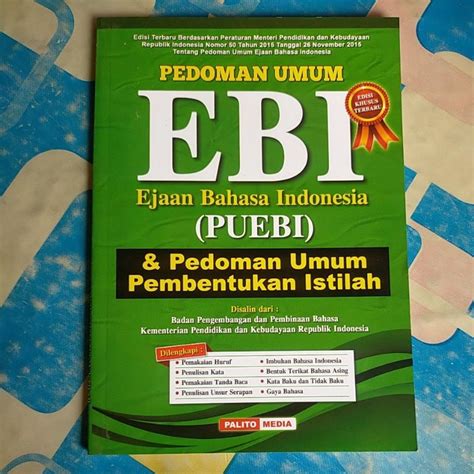 Edisi Terbaru Berdasarkan Peraturan Menteri Pendidikan dan Kebudayaan
Republik Indonesia Nomor 50 Tahun 2015 Tanggal 26 November 2015
Tentang Pedoman Umum Ejaan Bahasa Indonesia
PEDOMAN UMUM
EBI
EDISI
KHUSUS
TERBARU
Ejaan Bahasa Indonesia
(PUEBI)
& Pedoman Umum
Pembentukan Istilah
Disalin dari :
Badan Pengembangan dan Pembinaan Bahasa
Kementerian Pendidikan dan Kebudayaan Republik Indonesia
Dilengkapi :
• Pemakaian Huruf
• Penulisan Kata
• Pemakaian Tanda Baca
• Penulisan Unsur Serapan
• Imbuhan Bahasa Indonesia
• Bentuk Terikat Bahasa Asing
• Kata Baku dan Tidak Baku
• Gaya Bahasa
PALITO MEDIA